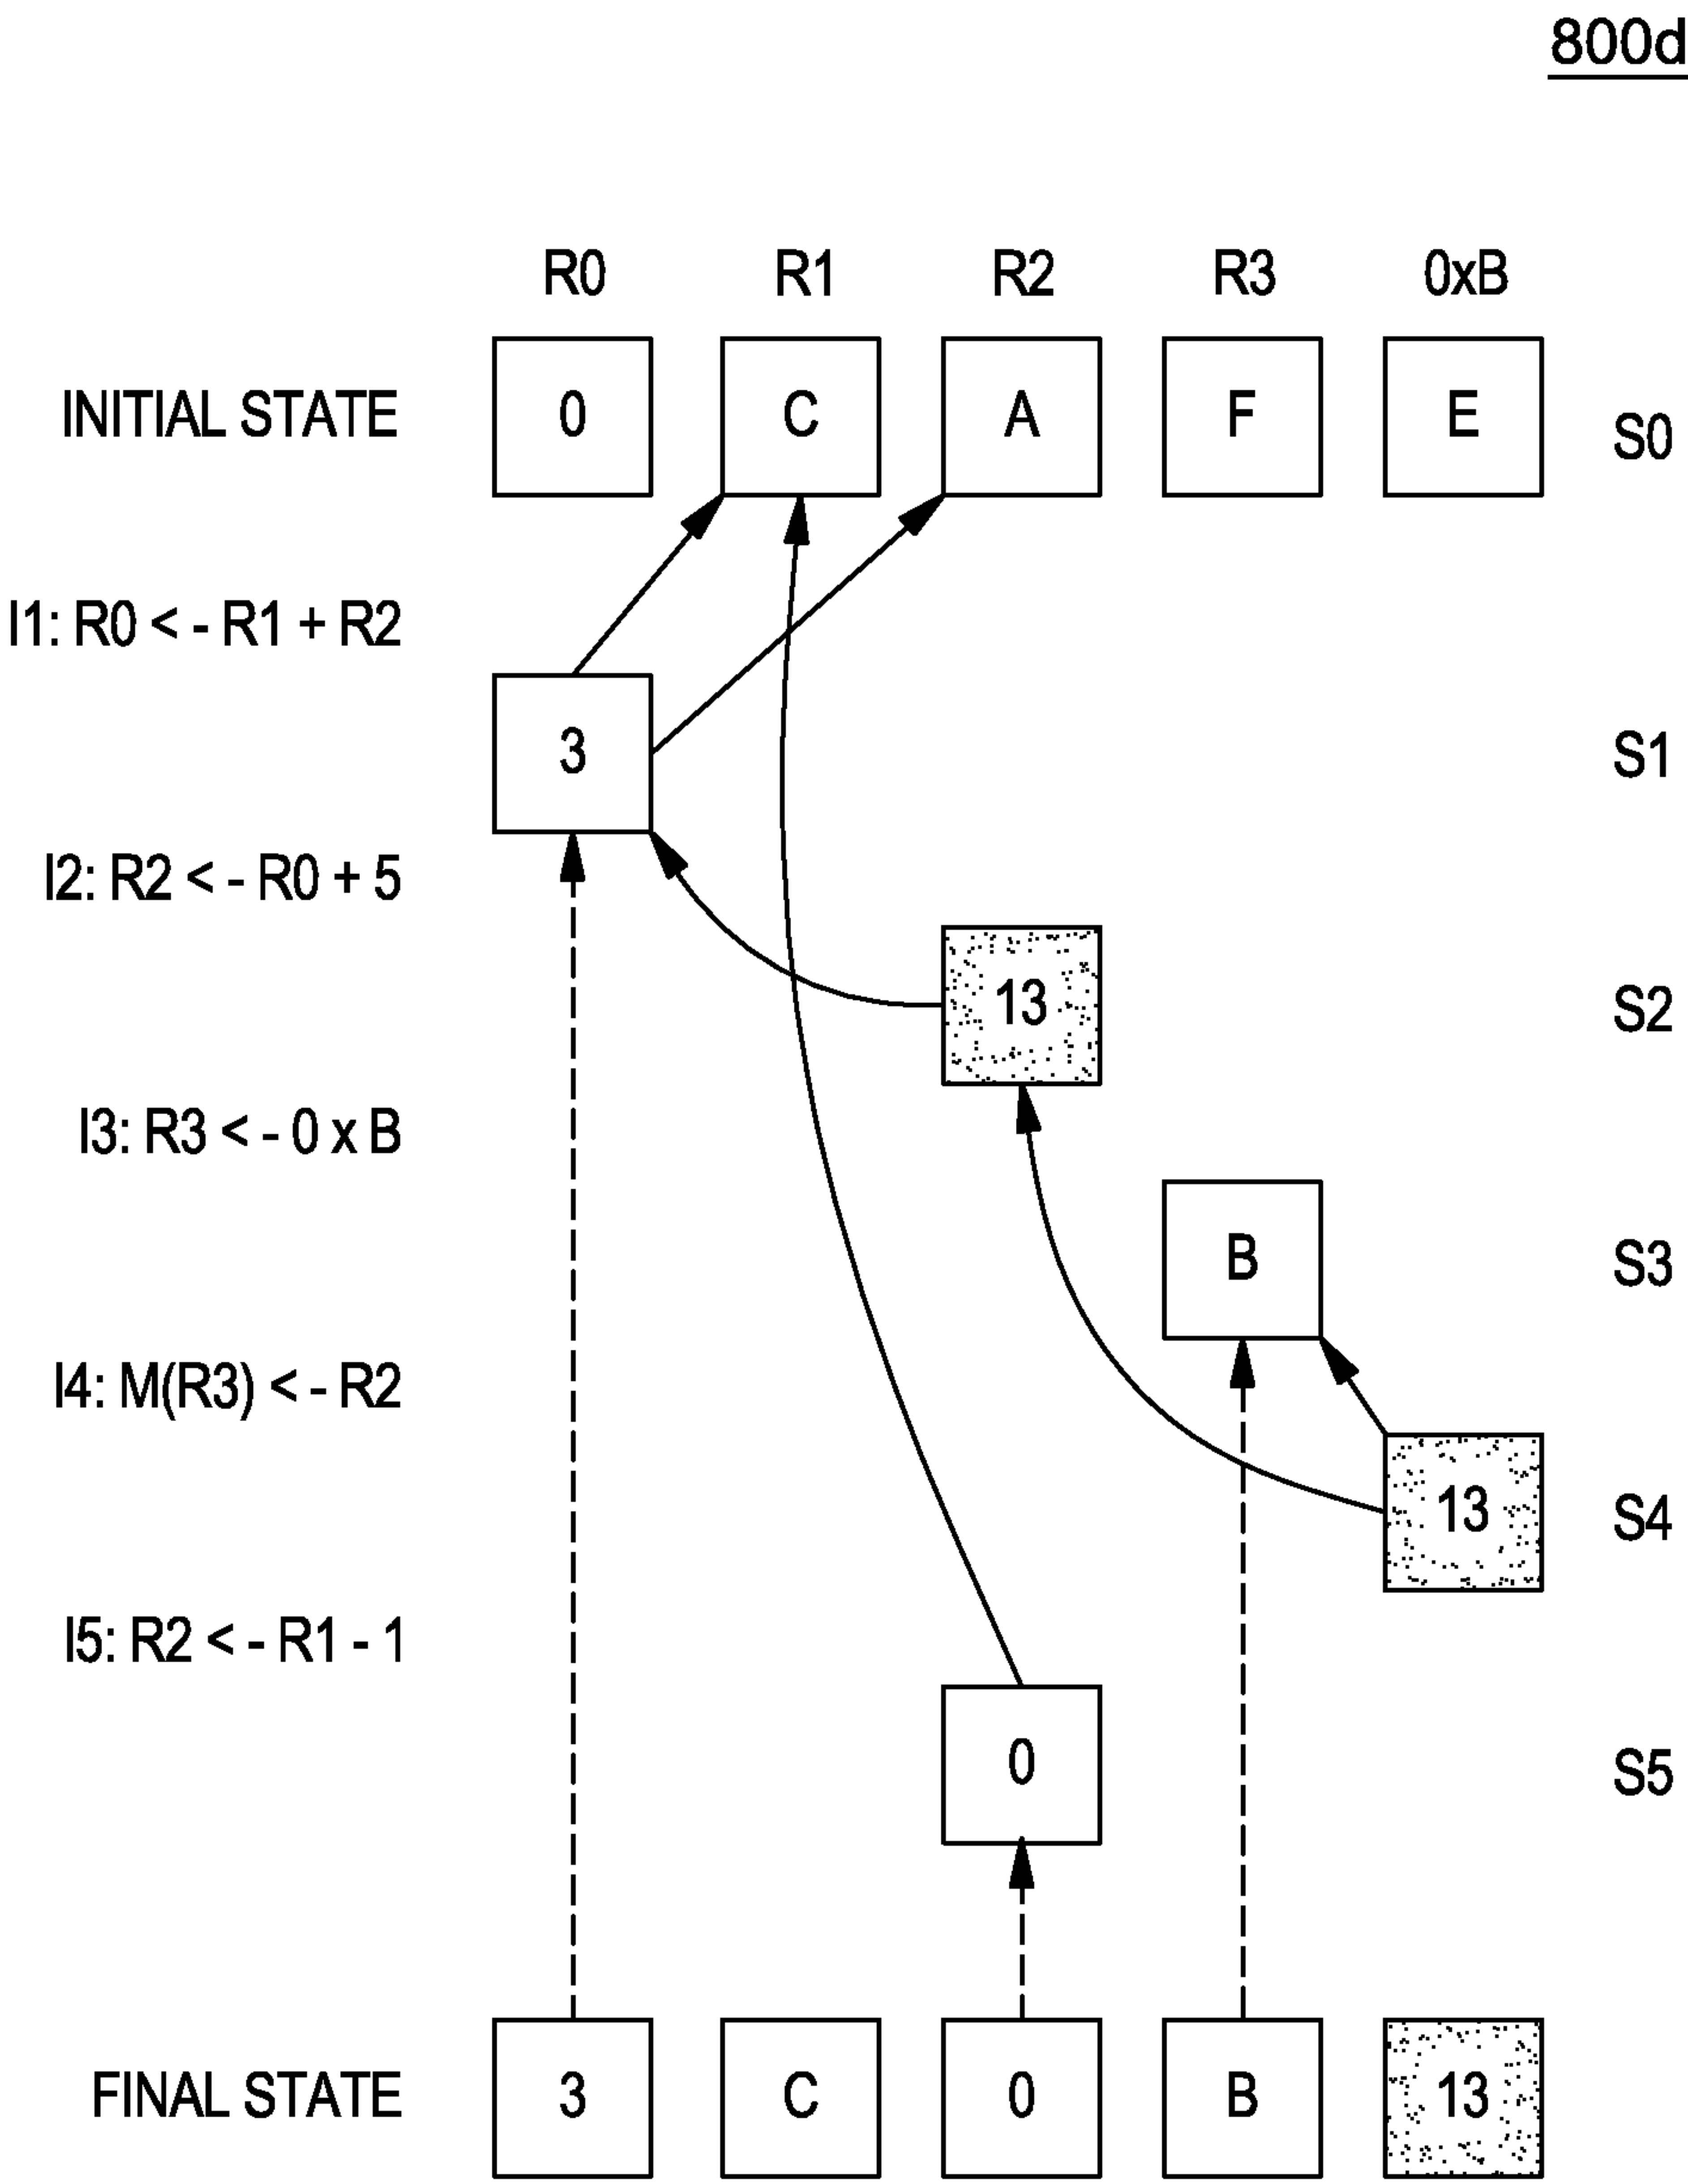 800d
R0 R1 R2 R3 0xB
INITIAL STATE 0 C A F E S0
I1: R0 < - R1 + R2
3 S1
I2: R2 < - R0 + 5
13 S2
I3: R3 < - 0 x B
B S3
I4: M(R3) < - R2
13 S4
I5: R2 < - R1 - 1
0 S5
FINAL STATE 3 C 0 B 13